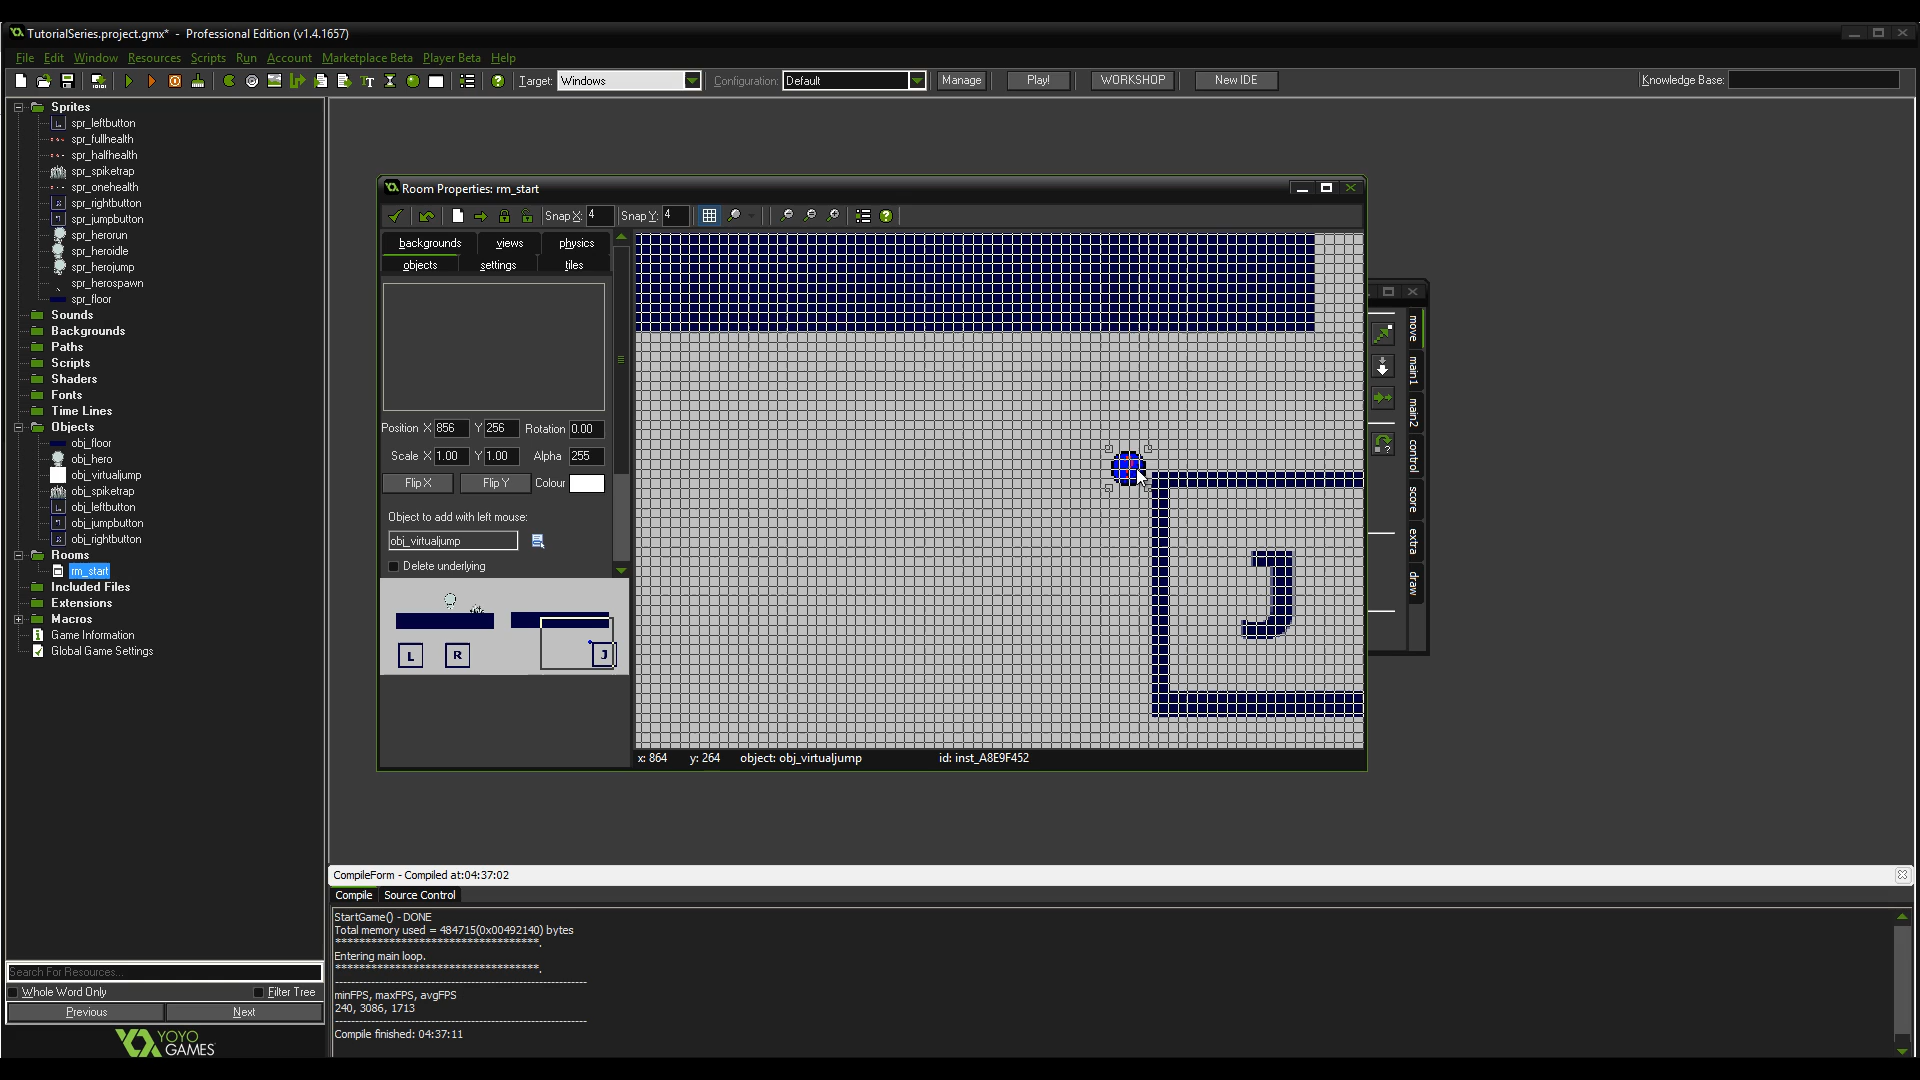 TutorialSeries.project.gmx* - Professional Edition (v1.4.1657)
File Edit Window Resources Scripts Run Account Marketplace Beta Player Beta Help
Target: Windows Configuration: Default Manage Play! WORKSHOP New IDE Knowledge Base:
Sprites
spr_leftbutton
spr_fullhealth
spr_halfhealth
spr_spiketrap
spr_onehealth
spr_rightbutton
spr_jumpbutton
spr_herorun
spr_heroidle
spr_herojump
spr_herospawn
spr_floor
Sounds
Backgrounds
Paths
Scripts
Shaders
Fonts
Time Lines
Objects
obj_floor
obj_hero
obj_virtualjump
obj_spiketrap
obj_leftbutton
obj_jumpbutton
obj_rightbutton
Rooms
rm_start
Included Files
Extensions
Macros
Game Information
Global Game Settings
Search For Resources...
Whole Word Only Filter Tree
Previous Next
YOYO
GAMES
Room Properties: rm_start
Snap X: 4 Snap Y: 4
backgrounds views physics
objects settings tiles
Position X 856 Y 256 Rotation 0.00
Scale X 1.00 Y 1.00 Alpha 255
Flip X Flip Y Colour
Object to add with left mouse:
obj_virtualjump
Delete underlying
L R J
J
x: 864 y: 264 object: obj_virtualjump id: inst_A8E9F452
move
main1
main2
control
score
extra
draw
CompileForm - Compiled at:04:37:02
Compile Source Control
StartGame() - DONE
Total memory used = 484715(0x00492140) bytes
***********************************.
Entering main loop.
***********************************.
minFPS, maxFPS, avgFPS
240, 3086, 1713
Compile finished: 04:37:11